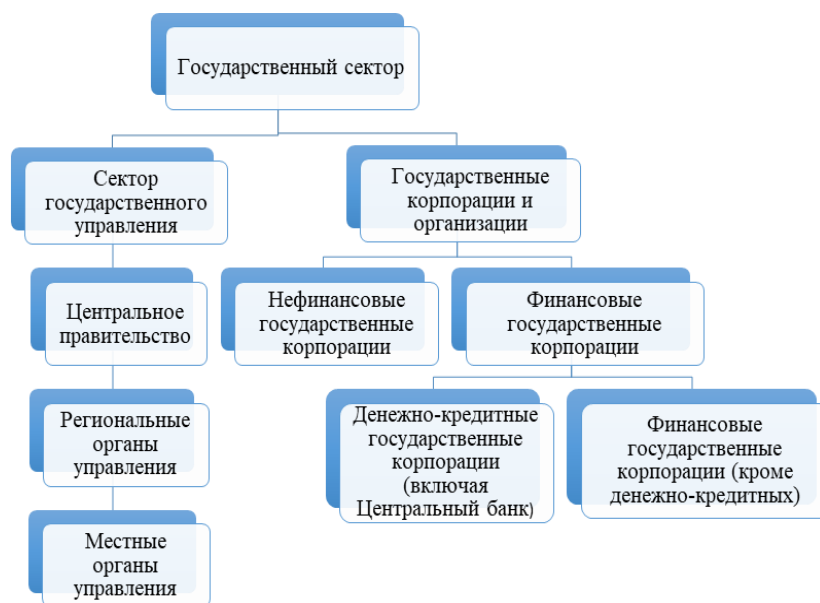 Государственный сектор
Сектор
государственного
управления
Государственные
корпорации и
организации
Центральное
правительство
Нефинансовые
государственные
корпорации
Финансовые
государственные
корпорации
Региональные
органы
управления
Денежно-кредитные
государственные
корпорации
(включая
Центральный банк)
Финансовые
государственные
корпорации (кроме
денежно-кредитных)
Местные
органы
управления